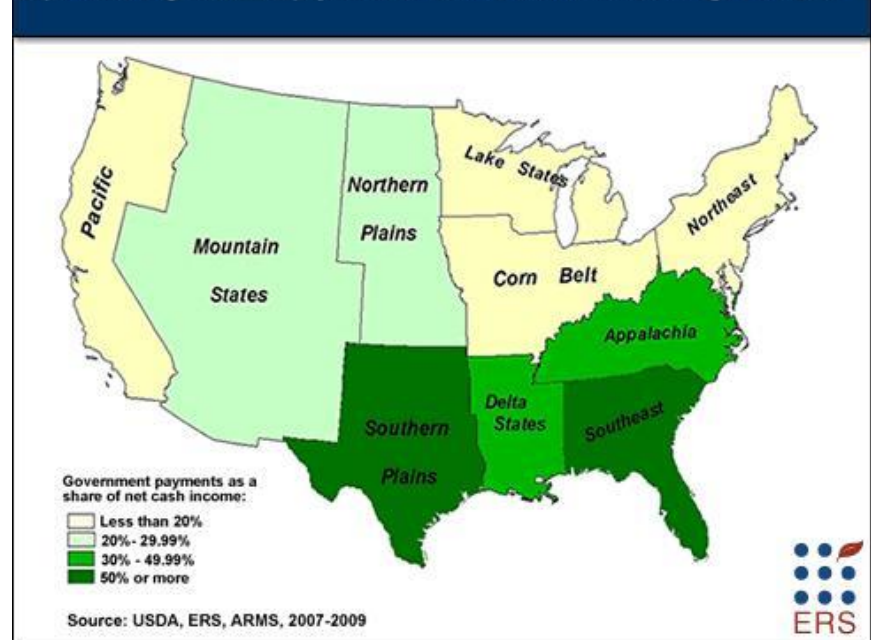 Pacific
Mountain
States
Northern
Plains
Lake States
Corn Belt
Northeast
Appalachia
Delta
States
Southeast
Southern
Plains
Government payments as a
share of net cash income:
Less than 20%
20%- 29.99%
30% - 49.99%
50% or more
Source: USDA, ERS, ARMS, 2007-2009
ERS